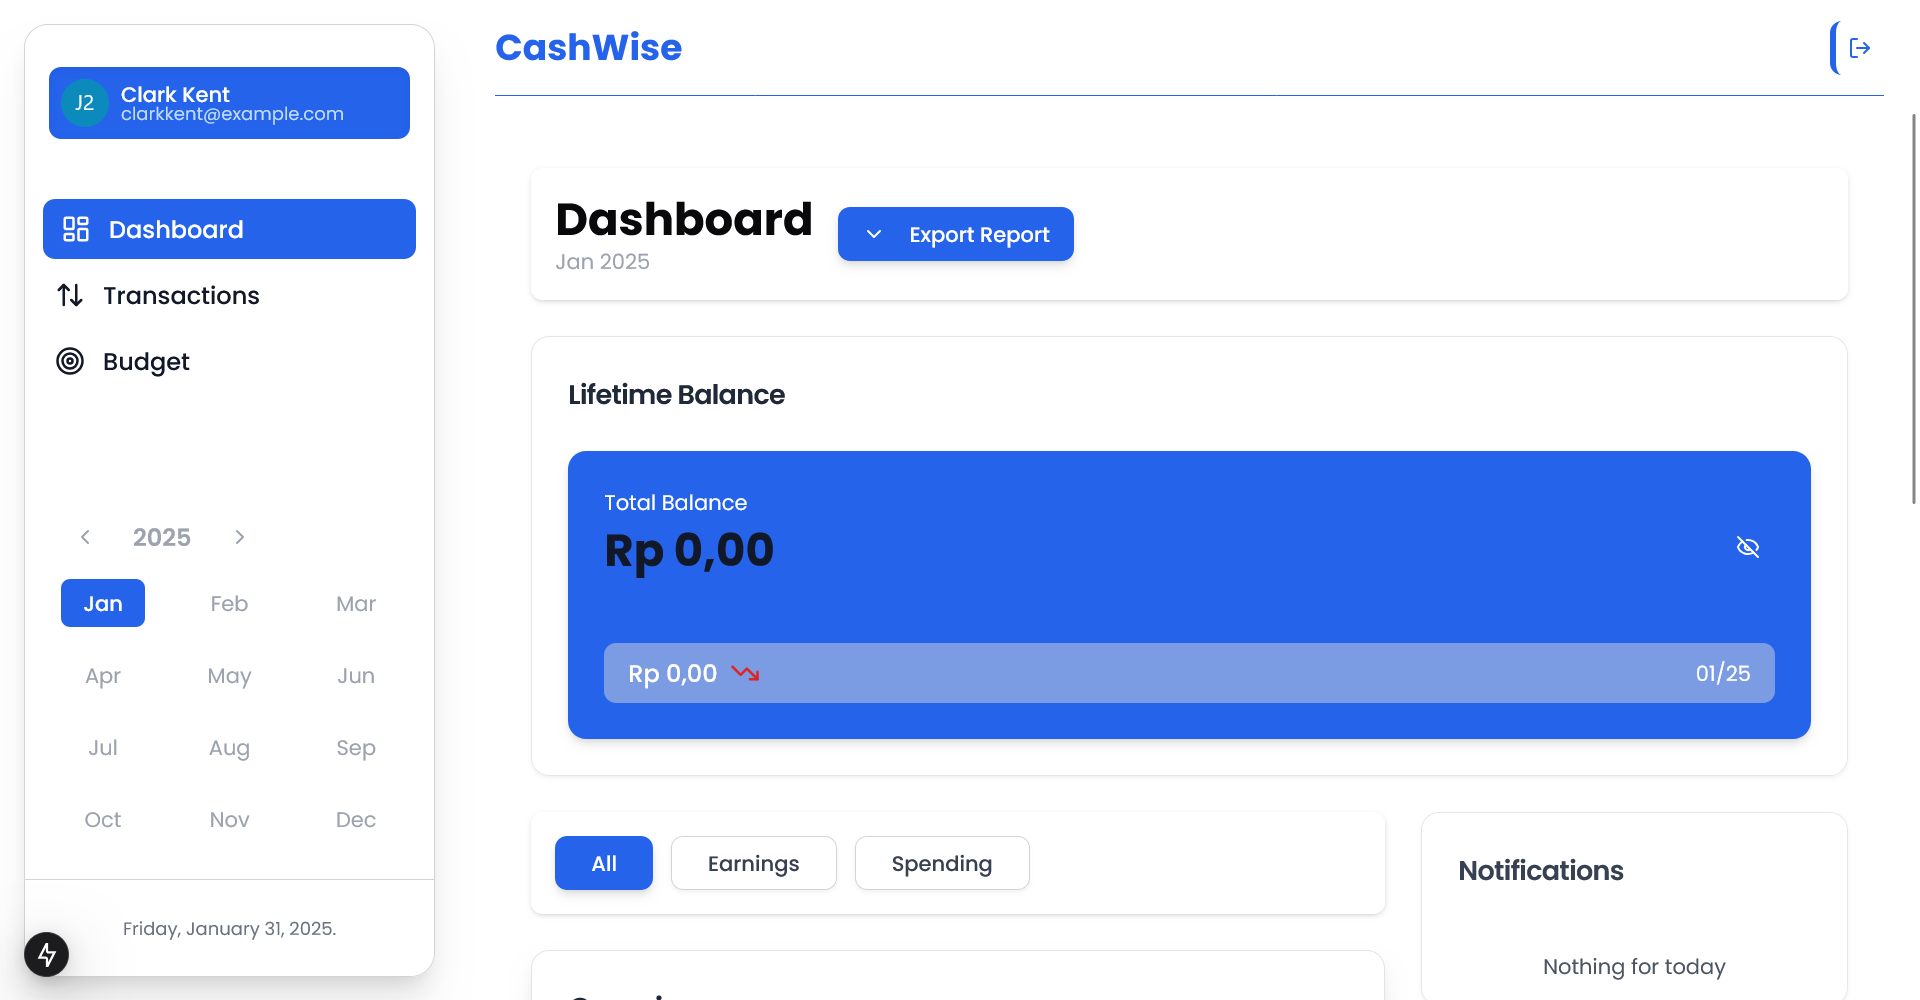 J2
Clark Kent
clarkkent@example.com
Dashboard
Transactions
Budget
2025
Jan Feb Mar
Apr May Jun
Jul Aug Sep
Oct Nov Dec
Friday, January 31, 2025.
CashWise
Dashboard
Jan 2025
Export Report
Lifetime Balance
Total Balance
Rp 0,00
Rp 0,00 01/25
All Earnings Spending
Notifications
Nothing for today